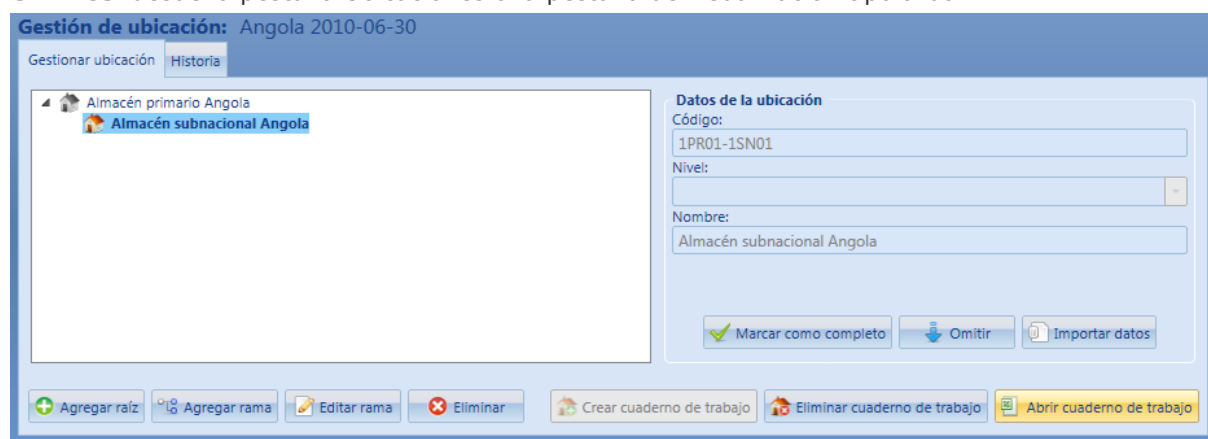 Gestión de ubicación: Angola 2010-06-30
Gestionar ubicación Historia
Almacén primario Angola
Almacén subnacional Angola
Datos de la ubicación
Código:
1PR01-1SN01
Nivel:
Nombre:
Almacén subnacional Angola
Marcar como completo Omitir Importar datos
Agregar raíz Agregar rama Editar rama Eliminar Crear cuaderno de trabajo Eliminar cuaderno de trabajo Abrir cuaderno de trabajo